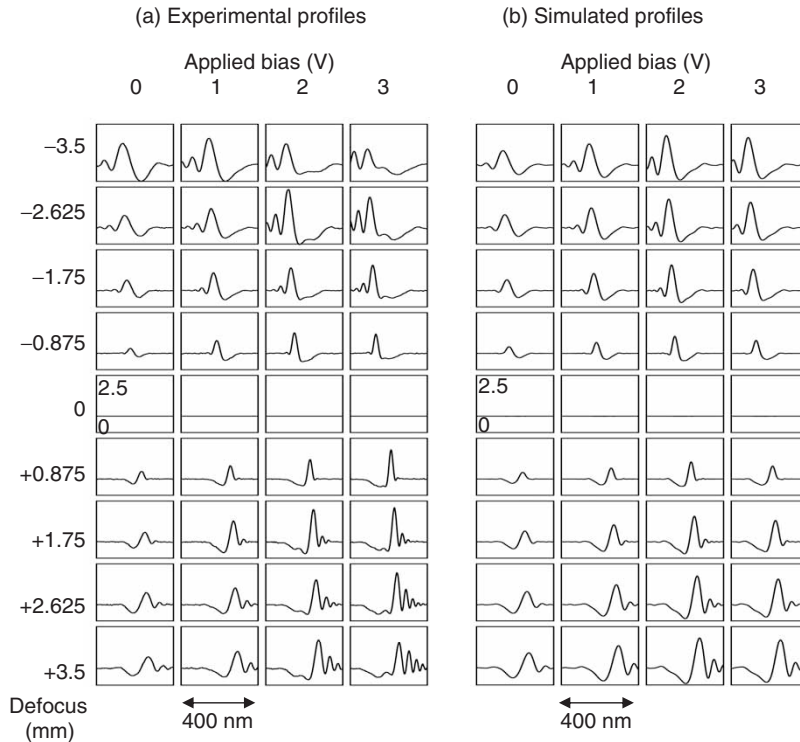 (a) Experimental profiles (b) Simulated profiles
Applied bias (V) Applied bias (V)
0 1 2 3 0 1 2 3
−3.5
−2.625
−1.75
−0.875
2.5 2.5
0
0 0
+0.875
+1.75
+2.625
+3.5
Defocus
(mm)
400 nm 400 nm